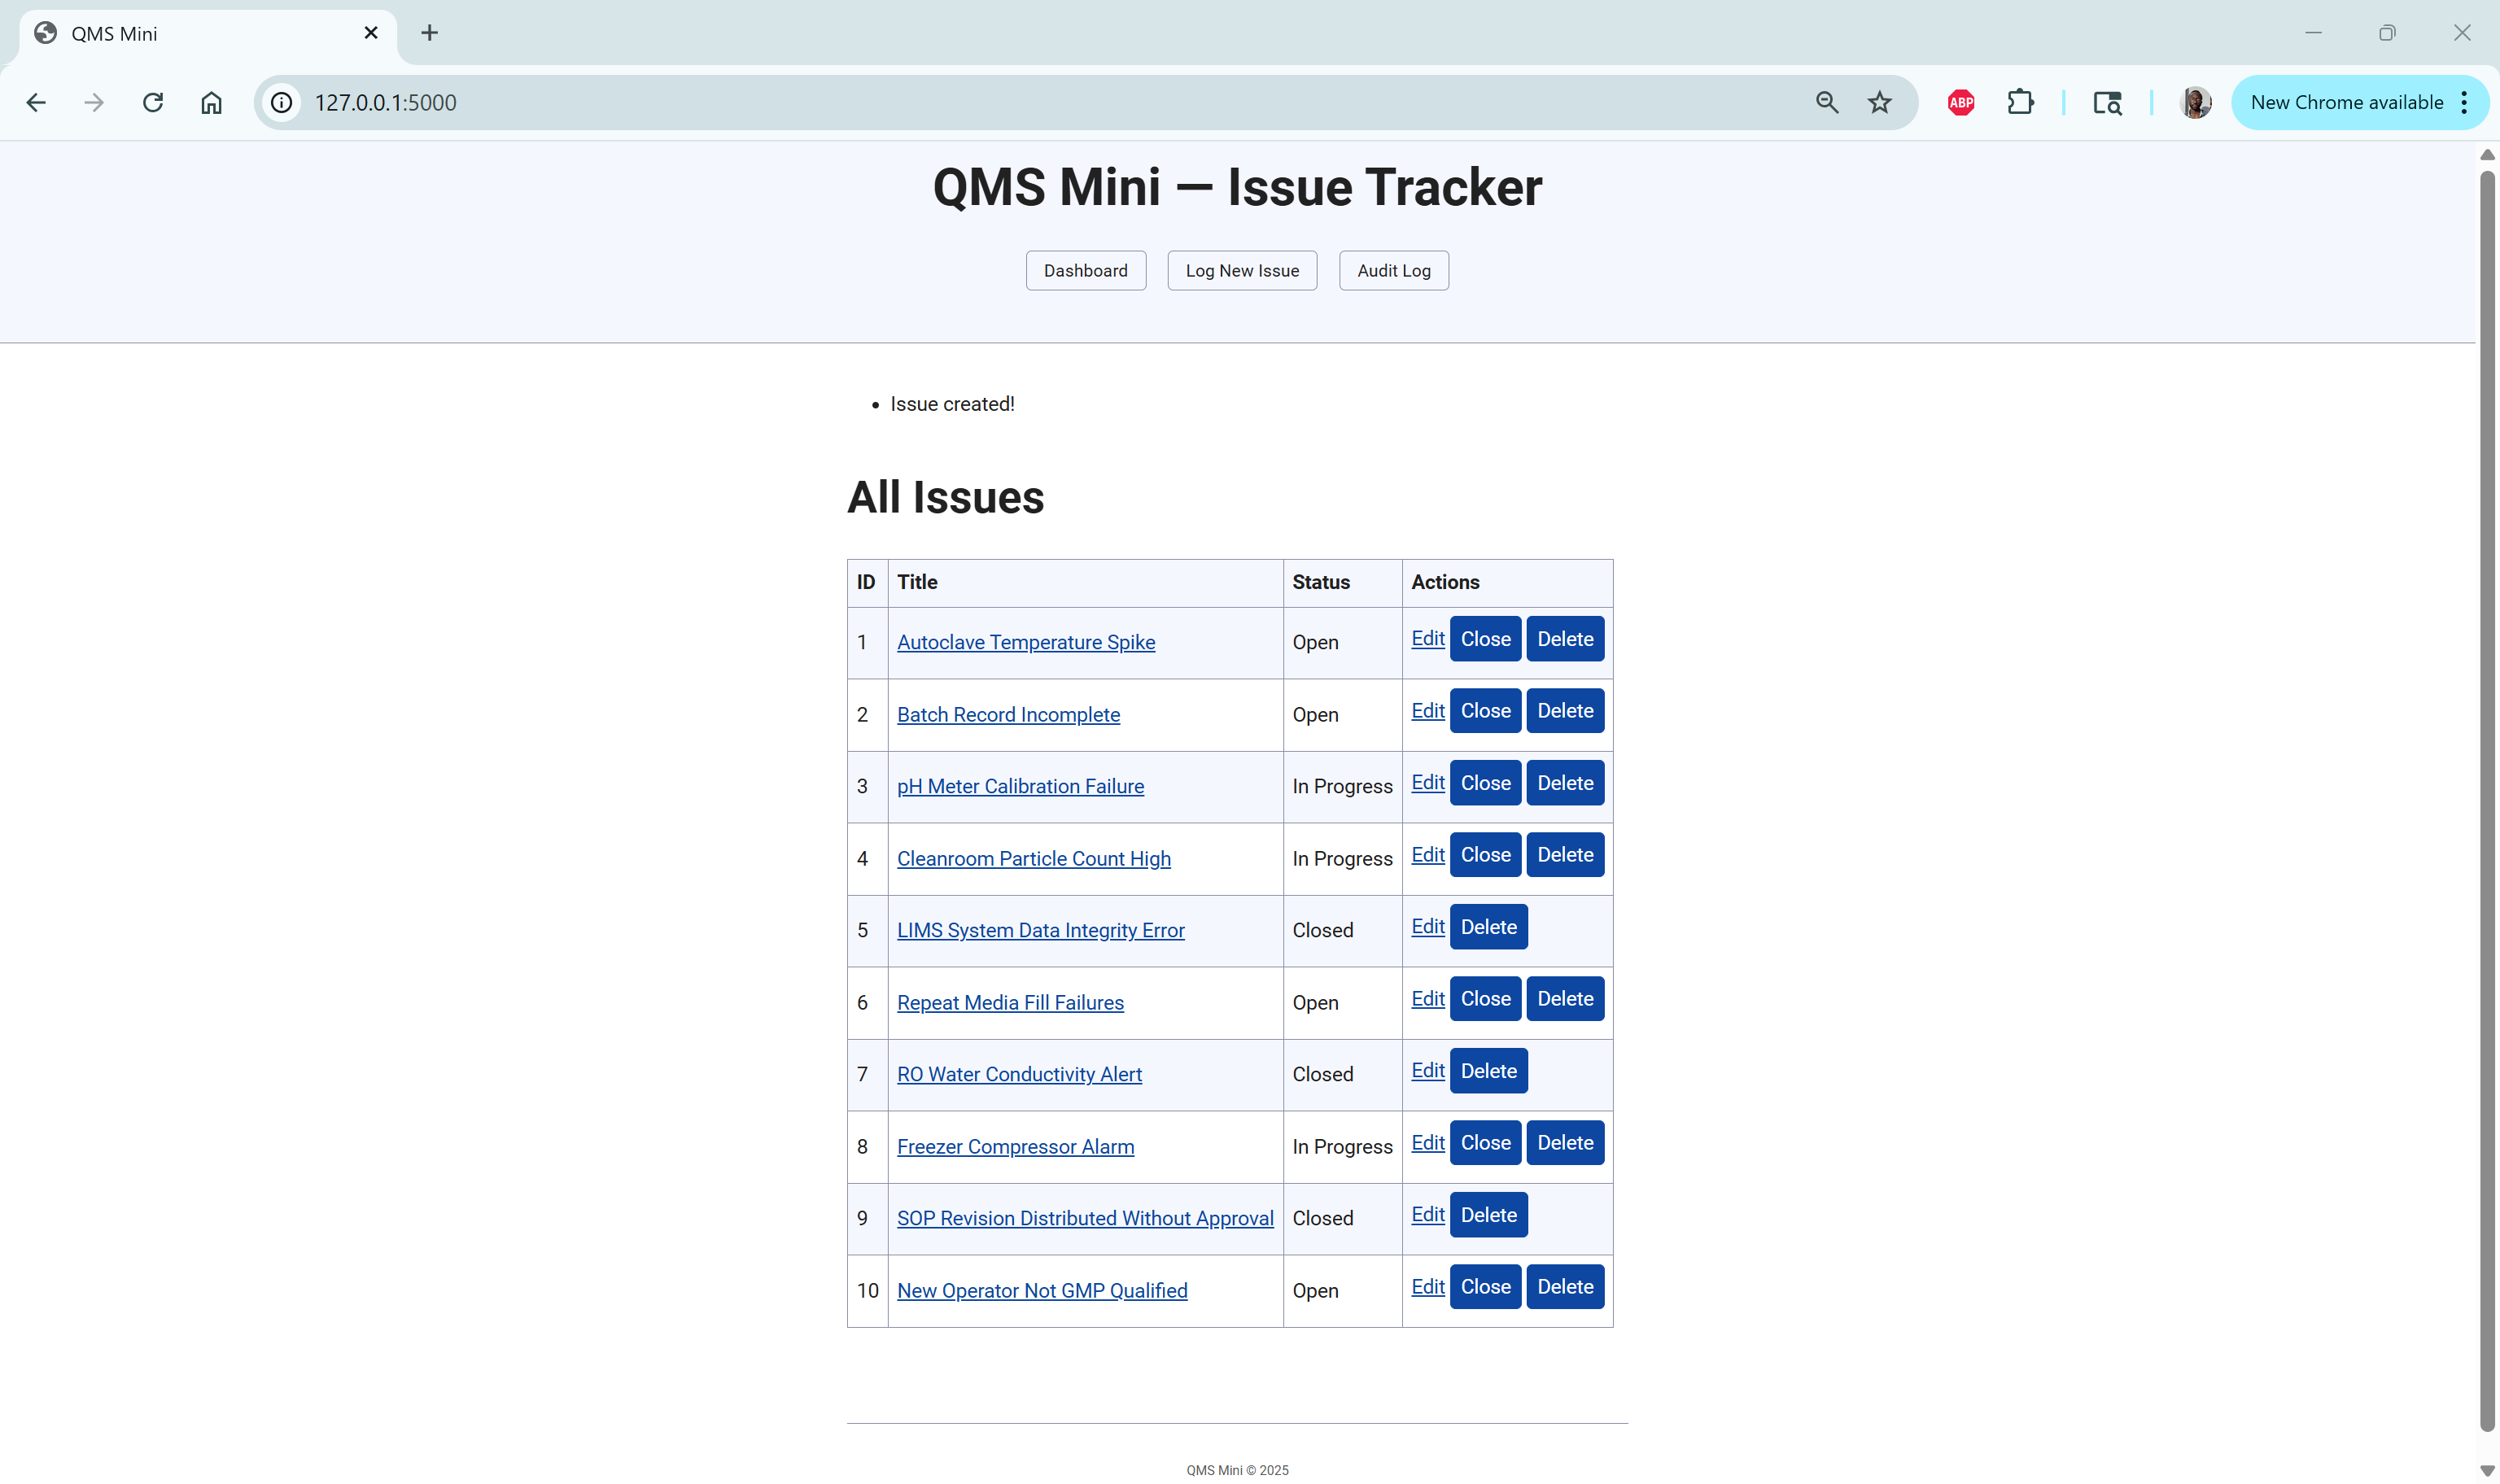 QMS Mini
127.0.0.1:5000
ABP
New Chrome available
QMS Mini — Issue Tracker
Dashboard Log New Issue Audit Log
Issue created!
All Issues
ID Title Status Actions
1 Autoclave Temperature Spike Open Edit Close Delete
2 Batch Record Incomplete Open Edit Close Delete
3 pH Meter Calibration Failure In Progress Edit Close Delete
4 Cleanroom Particle Count High In Progress Edit Close Delete
5 LIMS System Data Integrity Error Closed Edit Delete
6 Repeat Media Fill Failures Open Edit Close Delete
7 RO Water Conductivity Alert Closed Edit Delete
8 Freezer Compressor Alarm In Progress Edit Close Delete
9 SOP Revision Distributed Without Approval Closed Edit Delete
10 New Operator Not GMP Qualified Open Edit Close Delete
QMS Mini © 2025